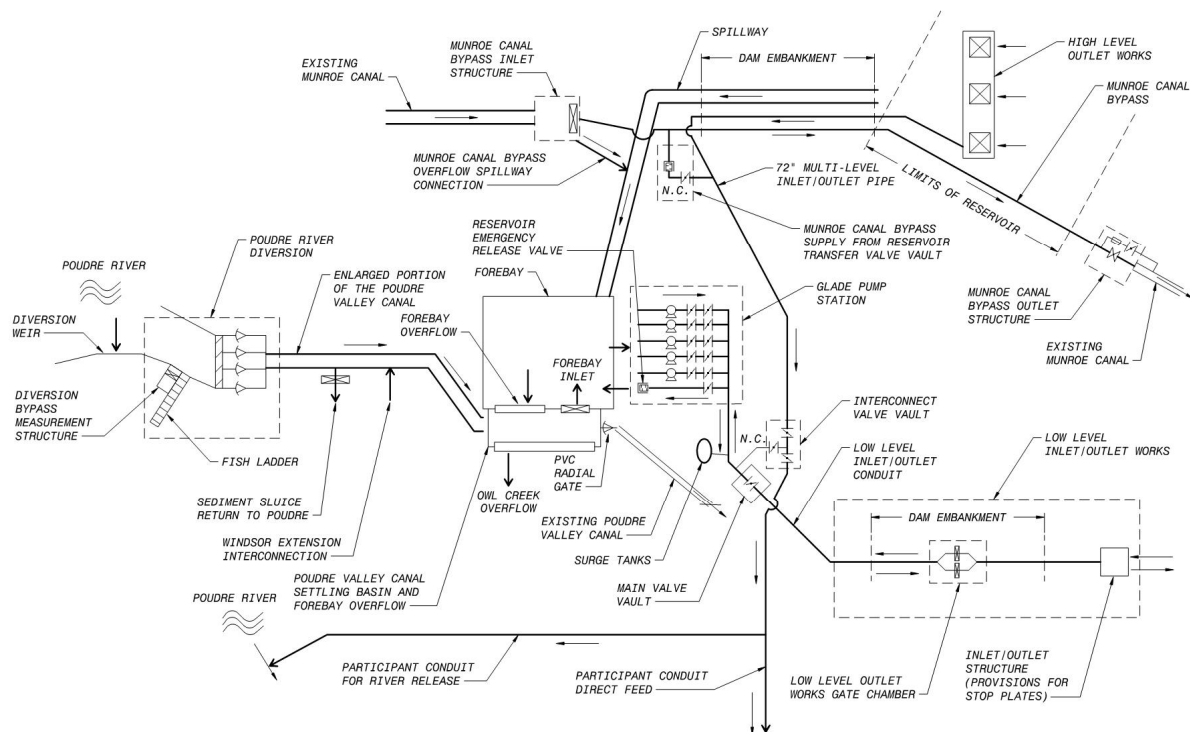 SPILLWAY
DAM EMBANKMENT
HIGH LEVEL
OUTLET WORKS
MUNROE CANAL
BYPASS INLET
STRUCTURE
EXISTING
MUNROE CANAL
MUNROE CANAL
BYPASS
MUNROE CANAL BYPASS
OVERFLOW SPILLWAY
CONNECTION
N.C.
72" MULTI-LEVEL
INLET/OUTLET PIPE
LIMITS OF RESERVOIR
MUNROE CANAL BYPASS
SUPPLY FROM RESERVOIR
TRANSFER VALVE VAULT
RESERVOIR
EMERGENCY
RELEASE VALVE
POUDRE RIVER
DIVERSION
POUDRE RIVER
ENLARGED PORTION
OF THE POUDRE
VALLEY CANAL
FOREBAY
GLADE PUMP
STATION
MUNROE CANAL
BYPASS OUTLET
STRUCTURE
EXISTING
MUNROE CANAL
DIVERSION
WEIR
FOREBAY
OVERFLOW
FOREBAY
INLET
DIVERSION
BYPASS
MEASUREMENT
STRUCTURE
FISH LADDER
INTERCONNECT
VALVE VAULT
N.C.
LOW LEVEL
INLET/OUTLET
CONDUIT
LOW LEVEL
INLET/OUTLET WORKS
PVC
RADIAL
GATE
OWL CREEK
OVERFLOW
SEDIMENT SLUICE
RETURN TO POUDRE
WINDSOR EXTENSION
INTERCONNECTION
EXISTING POUDRE
VALLEY CANAL
SURGE TANKS
DAM EMBANKMENT
POUDRE VALLEY CANAL
SETTLING BASIN AND
FOREBAY OVERFLOW
MAIN VALVE
VAULT
POUDRE RIVER
PARTICIPANT CONDUIT
FOR RIVER RELEASE
PARTICIPANT CONDUIT
DIRECT FEED
LOW LEVEL OUTLET
WORKS GATE CHAMBER
INLET/OUTLET
STRUCTURE
(PROVISIONS FOR
STOP PLATES)